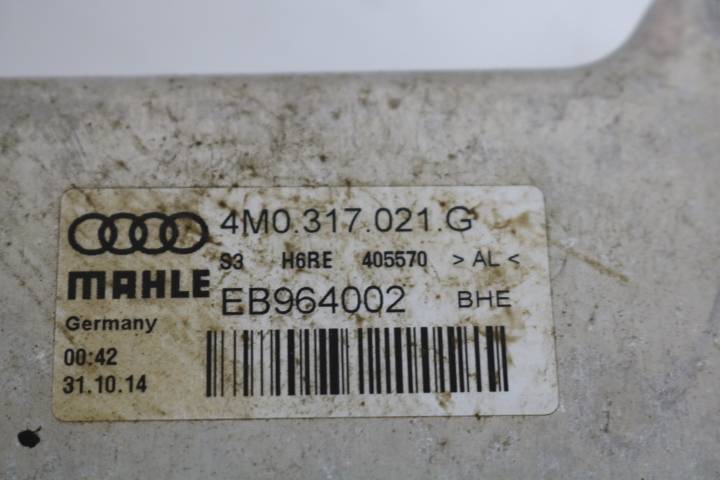 4M0.317.021.G
S3 H6RE 405570 >AL<
MAHLE
EB964002 BHE
Germany
00:42
31.10.14